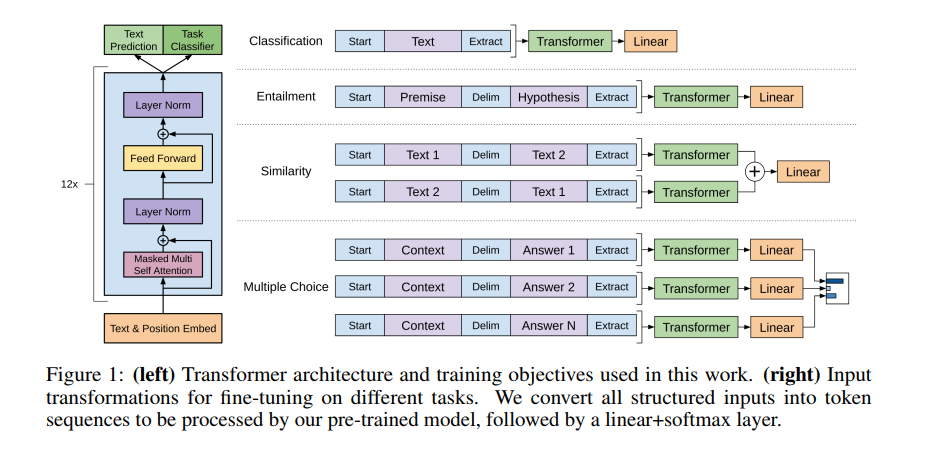 Text
Prediction
Task
Classifier
Layer Norm
+
Feed Forward
12x
Layer Norm
+
Masked Multi
Self Attention
Text & Position Embed
Classification
Start Text Extract Transformer Linear
Entailment
Start Premise Delim Hypothesis Extract Transformer Linear
Similarity
Start Text 1 Delim Text 2 Extract Transformer
+ Linear
Start Text 2 Delim Text 1 Extract Transformer
Multiple Choice
Start Context Delim Answer 1 Extract Transformer Linear
Start Context Delim Answer 2 Extract Transformer Linear
Start Context Delim Answer N Extract Transformer Linear
Figure 1: (left) Transformer architecture and training objectives used in this work. (right) Input
transformations for fine-tuning on different tasks. We convert all structured inputs into token
sequences to be processed by our pre-trained model, followed by a linear+softmax layer.